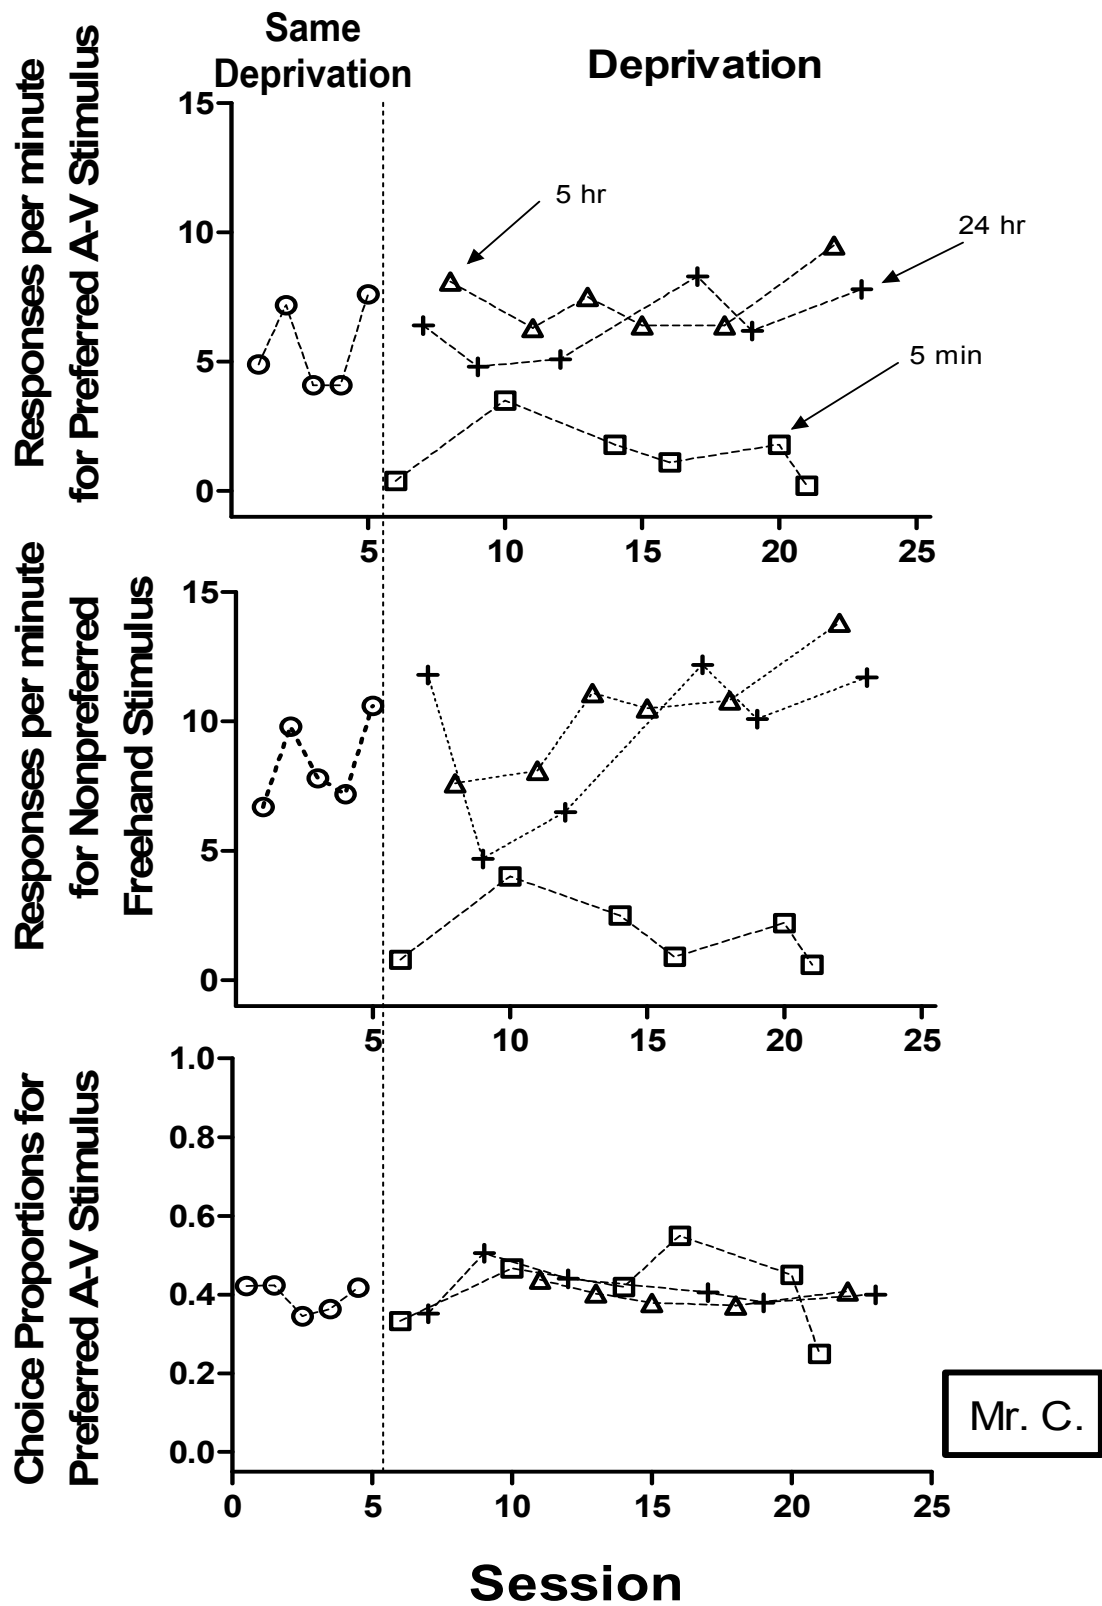 Same
Deprivation
Deprivation
Responses per minute
for Preferred A-V Stimulus
15
10
5
0
5 hr
24 hr
5 min
5
10
15
20
25
Responses per minute
for Nonpreferred
Freehand Stimulus
15
10
5
0
5
10
15
20
25
Choice Proportions for
Preferred A-V Stimulus
1.0
0.8
0.6
0.4
0.2
0.0
Mr. C.
0
5
10
15
20
25
Session